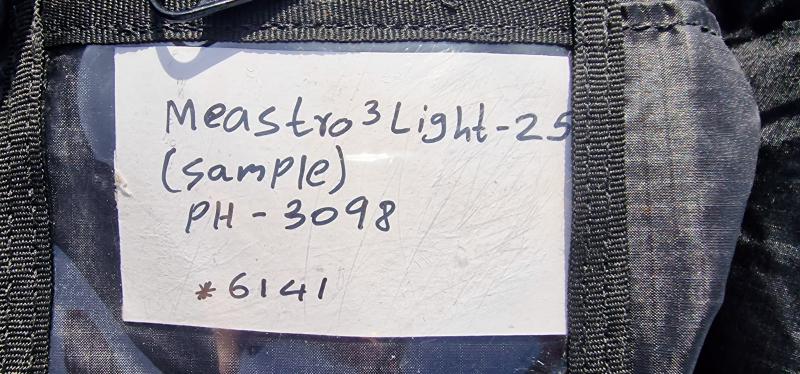 Meastro³Light-25
(sample)
PH-3098
*6141